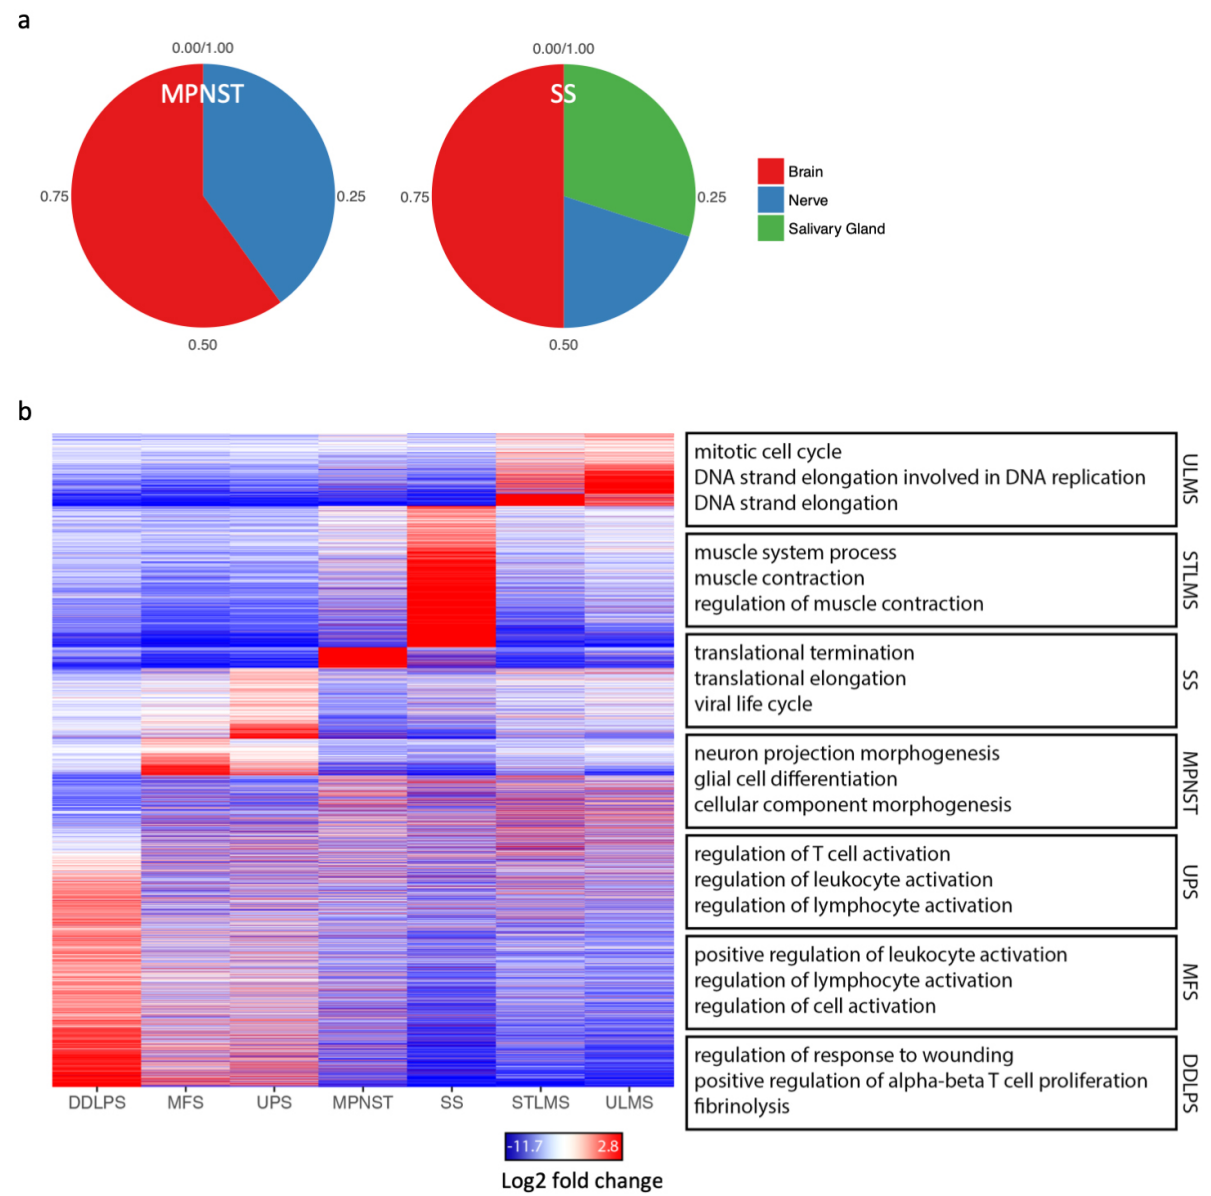 a
0.00/1.00
MPNST
0.75
0.25
0.50
0.00/1.00
SS
0.75
0.25
0.50
Brain
Nerve
Salivary Gland
b
mitotic cell cycle
DNA strand elongation involved in DNA replication
DNA strand elongation
ULMS
muscle system process
muscle contraction
regulation of muscle contraction
STLMS
translational termination
translational elongation
viral life cycle
SS
neuron projection morphogenesis
glial cell differentiation
cellular component morphogenesis
MPNST
regulation of T cell activation
regulation of leukocyte activation
regulation of lymphocyte activation
UPS
positive regulation of leukocyte activation
regulation of lymphocyte activation
regulation of cell activation
MFS
regulation of response to wounding
positive regulation of alpha-beta T cell proliferation
fibrinolysis
DDLPS
DDLPS MFS UPS MPNST SS STLMS ULMS
-11.7 2.8
Log2 fold change